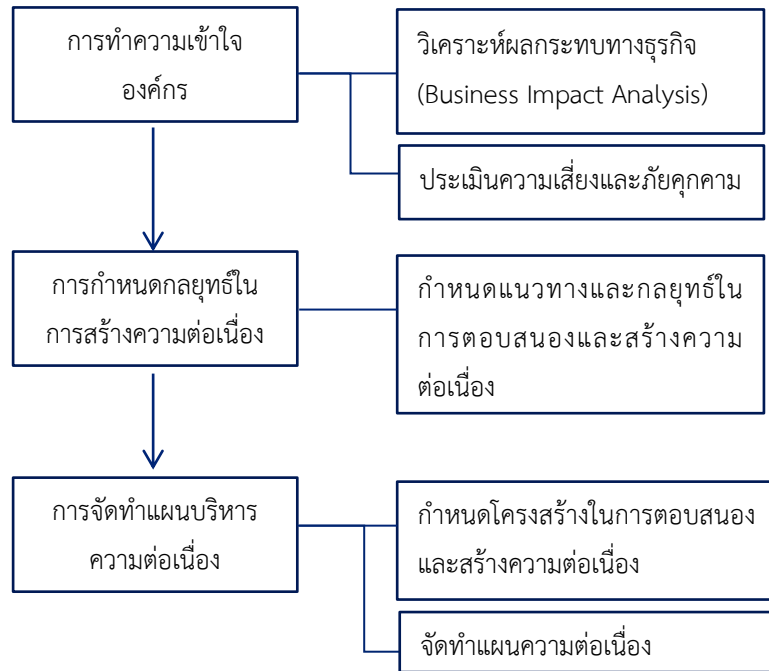 การทำความเข้าใจ
องค์กร
วิเคราะห์ผลกระทบทางธุรกิจ
(Business Impact Analysis)
ประเมินความเสี่ยงและภัยคุกคาม
การกำหนดกลยุทธ์ใน
การสร้างความต่อเนื่อง
กำหนดแนวทางและกลยุทธ์ใน
การตอบสนองและสร้างความ
ต่อเนื่อง
การจัดทำแผนบริหาร
ความต่อเนื่อง
กำหนดโครงสร้างในการตอบสนอง
และสร้างความต่อเนื่อง
จัดทำแผนความต่อเนื่อง